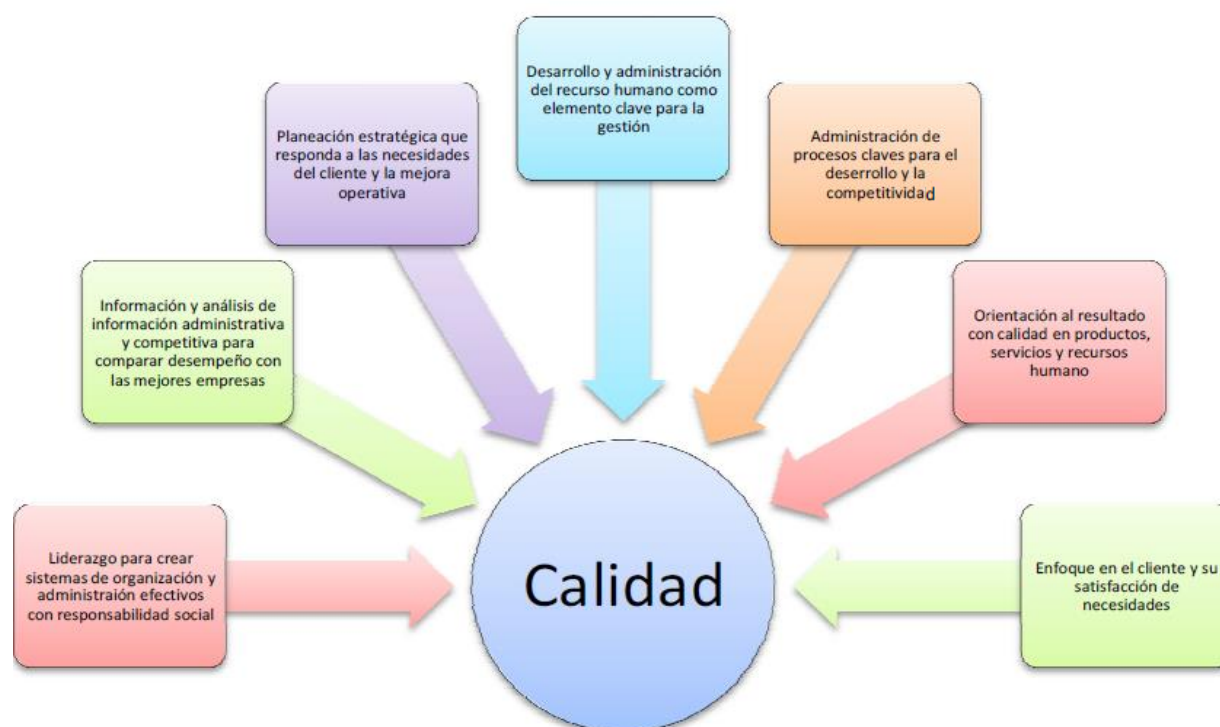 Desarrollo y administración
del recurso humano como
elemento clave para la
gestión
Planeación estratégica que
responda a las necesidades
del cliente y la mejora
operativa
Administración de
procesos claves para el
desarrollo y la
competitividad
Información y análisis de
información administrativa
y competitiva para
comparar desempeño con
las mejores empresas
Orientación al resultado
con calidad en productos,
servicios y recursos
humano
Liderazgo para crear
sistemas de organización y
administraión efectivos
con responsabilidad social
Calidad
Enfoque en el cliente y su
satisfacción de
necesidades